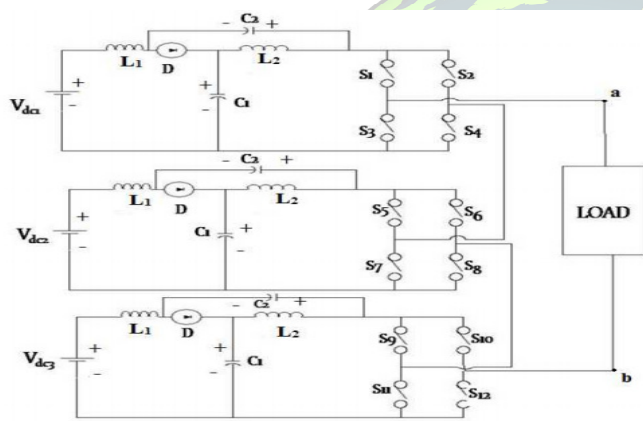 - C2 +
L1 D L2
S1 S2
a
+
Vdc1
-
+
- C1
S3 S4
- C2 +
L1 D L2
S5 S6
LOAD
+
Vdc2
-
C1 +
-
S7 S8
- C2 +
L1 D L2
S9 S10
+
Vdc3
-
+
C1
-
b
S11 S12